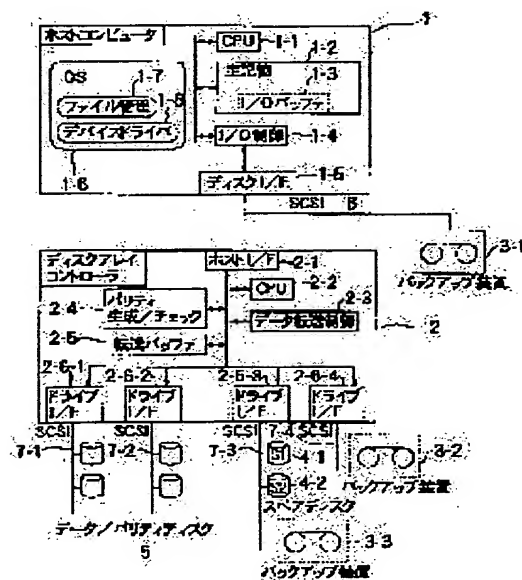 ホストコンピュータ
1
CPU
1-1
1-2
OS
1-7
主記憶
1-3
ファイル管理
1-8
I/Oバッファ
デバイスドライバ
I/O制御
1-4
1-6
ディスクI/F
1-5
SCSI 6
3-1
バックアップ装置
ディスクアレイ
コントローラ
ホストI/F
2-1
CPU
2-2
2-4
パリティ
生成/チェック
2-3
データ転送制御
2
2-5
転送バッファ
2-6-1
2-6-2
2-6-3
2-6-4
ドライブ
I/F
ドライブ
I/F
ドライブ
I/F
ドライブ
I/F
SCSI
SCSI
SCSI
7-4
SCSI
7-1
7-2
7-3
4-1
3-2
4-2
バックアップ装置
スペアディスク
データ/パリティディスク
5
3-3
バックアップ装置